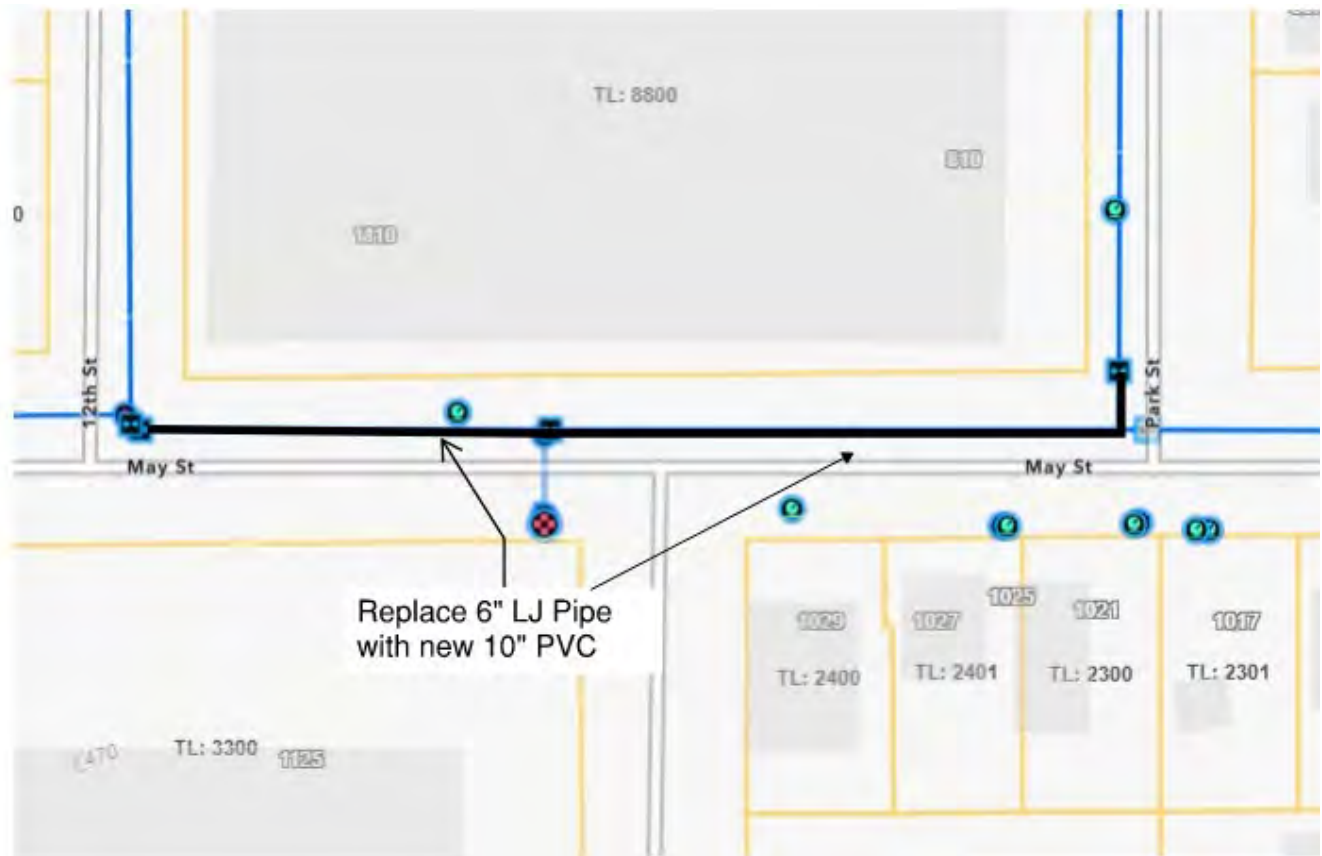 TL: 8800
810
0
12th St
Park St
May St
May St
Replace 6" LJ Pipe
with new 10" PVC
1029
1027
1025
1021
1017
TL: 2400
TL: 2401
TL: 2300
TL: 2301
TL: 3300
1125